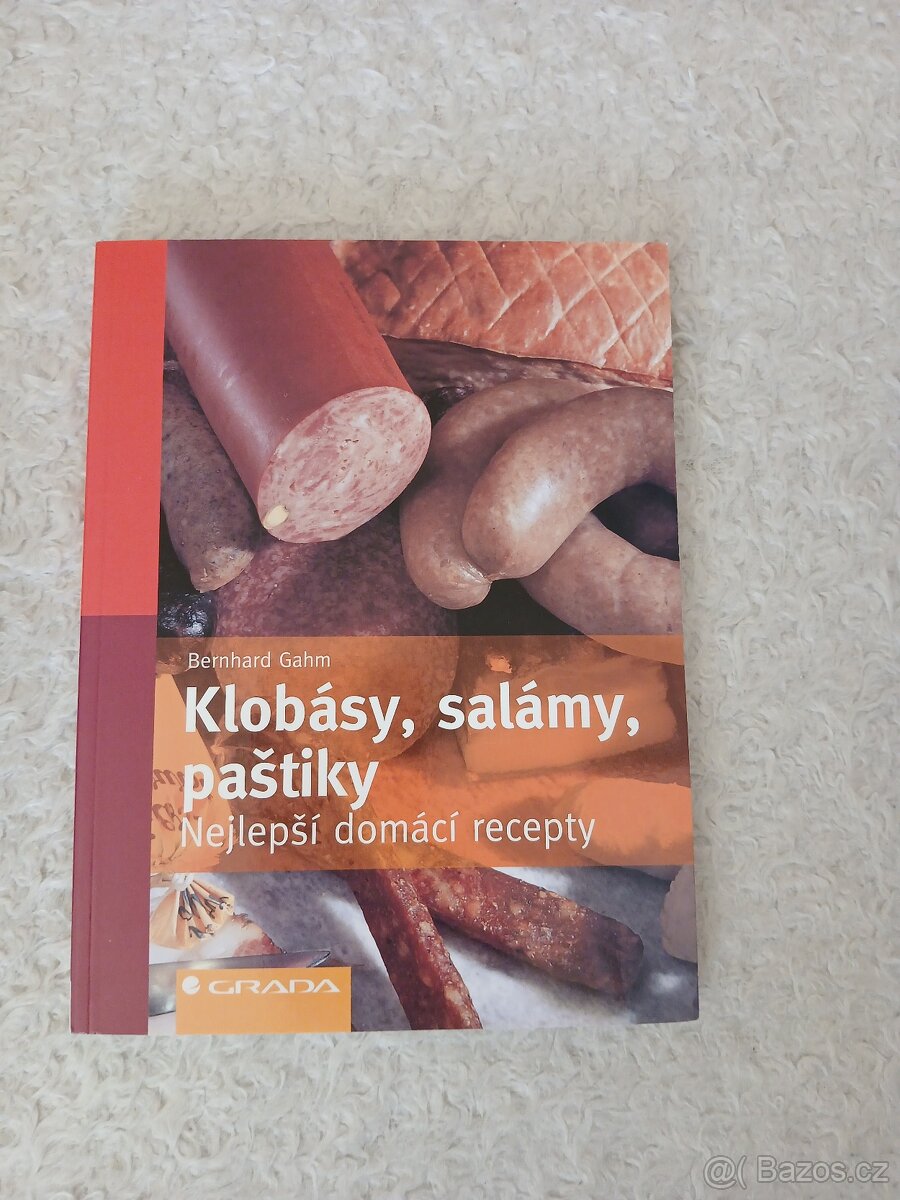 Bernhard Gahm
Klobásy, salámy,
paštiky
Nejlepší domácí recepty
GRADA
@( Bazos.cz